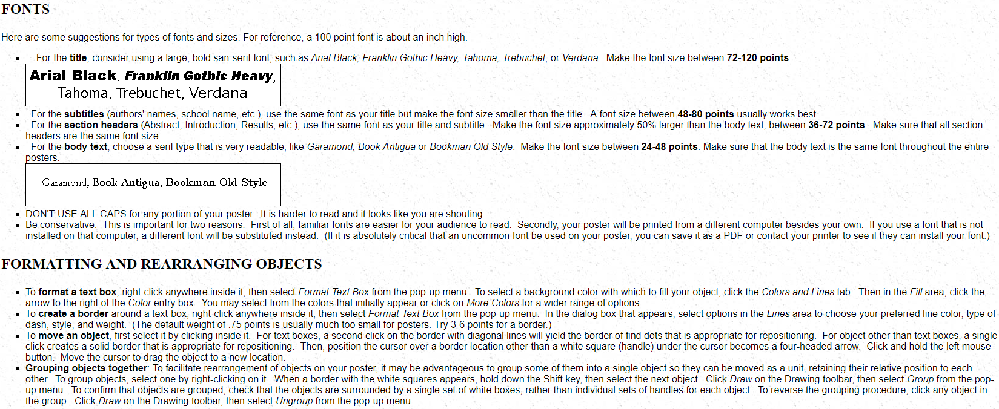 FONTS
Here are some suggestions for types of fonts and sizes. For reference, a 100 point font is about an inch high.
▪ For the title, consider using a large, bold san-serif font, such as Arial Black, Franklin Gothic Heavy, Tahoma, Trebuchet, or Verdana. Make the font size between 72-120 points.
Arial Black, Franklin Gothic Heavy,
Tahoma, Trebuchet, Verdana
▪ For the subtitles (authors' names, school name, etc.), use the same font as your title but make the font size smaller than the title. A font size between 48-80 points usually works best.
▪ For the section headers (Abstract, Introduction, Results, etc.), use the same font as your title and subtitle. Make the font size approximately 50% larger than the body text, between 36-72 points. Make sure that all section
headers are the same font size.
▪ For the body text, choose a serif type that is very readable, like Garamond, Book Antigua or Bookman Old Style. Make the font size between 24-48 points. Make sure that the body text is the same font throughout the entire
posters.
Garamond, Book Antigua, Bookman Old Style
▪ DON'T USE ALL CAPS for any portion of your poster. It is harder to read and it looks like you are shouting.
▪ Be conservative. This is important for two reasons. First of all, familiar fonts are easier for your audience to read. Secondly, your poster will be printed from a different computer besides your own. If you use a font that is not
installed on that computer, a different font will be substituted instead. (If it is absolutely critical that an uncommon font be used on your poster, you can save it as a PDF or contact your printer to see if they can install your font.)
FORMATTING AND REARRANGING OBJECTS
▪ To format a text box, right-click anywhere inside it, then select Format Text Box from the pop-up menu. To select a background color with which to fill your object, click the Colors and Lines tab. Then in the Fill area, click the
arrow to the right of the Color entry box. You may select from the colors that initially appear or click on More Colors for a wider range of options.
▪ To create a border around a text-box, right-click anywhere inside it, then select Format Text Box from the pop-up menu. In the dialog box that appears, select options in the Lines area to choose your preferred line color, type of
dash, style, and weight. (The default weight of .75 points is usually much too small for posters. Try 3-6 points for a border.)
▪ To move an object, first select it by clicking inside it. For text boxes, a second click on the border with diagonal lines will yield the border of find dots that is appropriate for repositioning. For object other than text boxes, a single
click creates a solid border that is appropriate for repositioning. Then, position the cursor over a border location other than a white square (handle) under the cursor becomes a four-headed arrow. Click and hold the left mouse
button. Move the cursor to drag the object to a new location.
▪ Grouping objects together: To facilitate rearrangement of objects on your poster, it may be advantageous to group some of them into a single object so they can be moved as a unit, retaining their relative position to each
other. To group objects, select one by right-clicking on it. When a border with the white squares appears, hold down the Shift key, then select the next object. Click Draw on the Drawing toolbar, then select Group from the pop-
up menu. To confirm that objects are grouped, check that the objects are surrounded by a single set of white boxes, rather than individual sets of handles for each object. To reverse the grouping procedure, click any object in
the group. Click Draw on the Drawing toolbar, then select Ungroup from the pop-up menu.